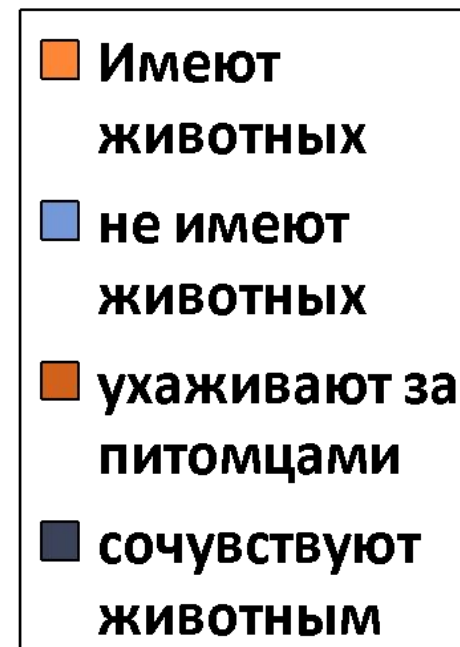 Имеют
животных
не имеют
животных
ухаживают за
питомцами
сочувствуют
животным